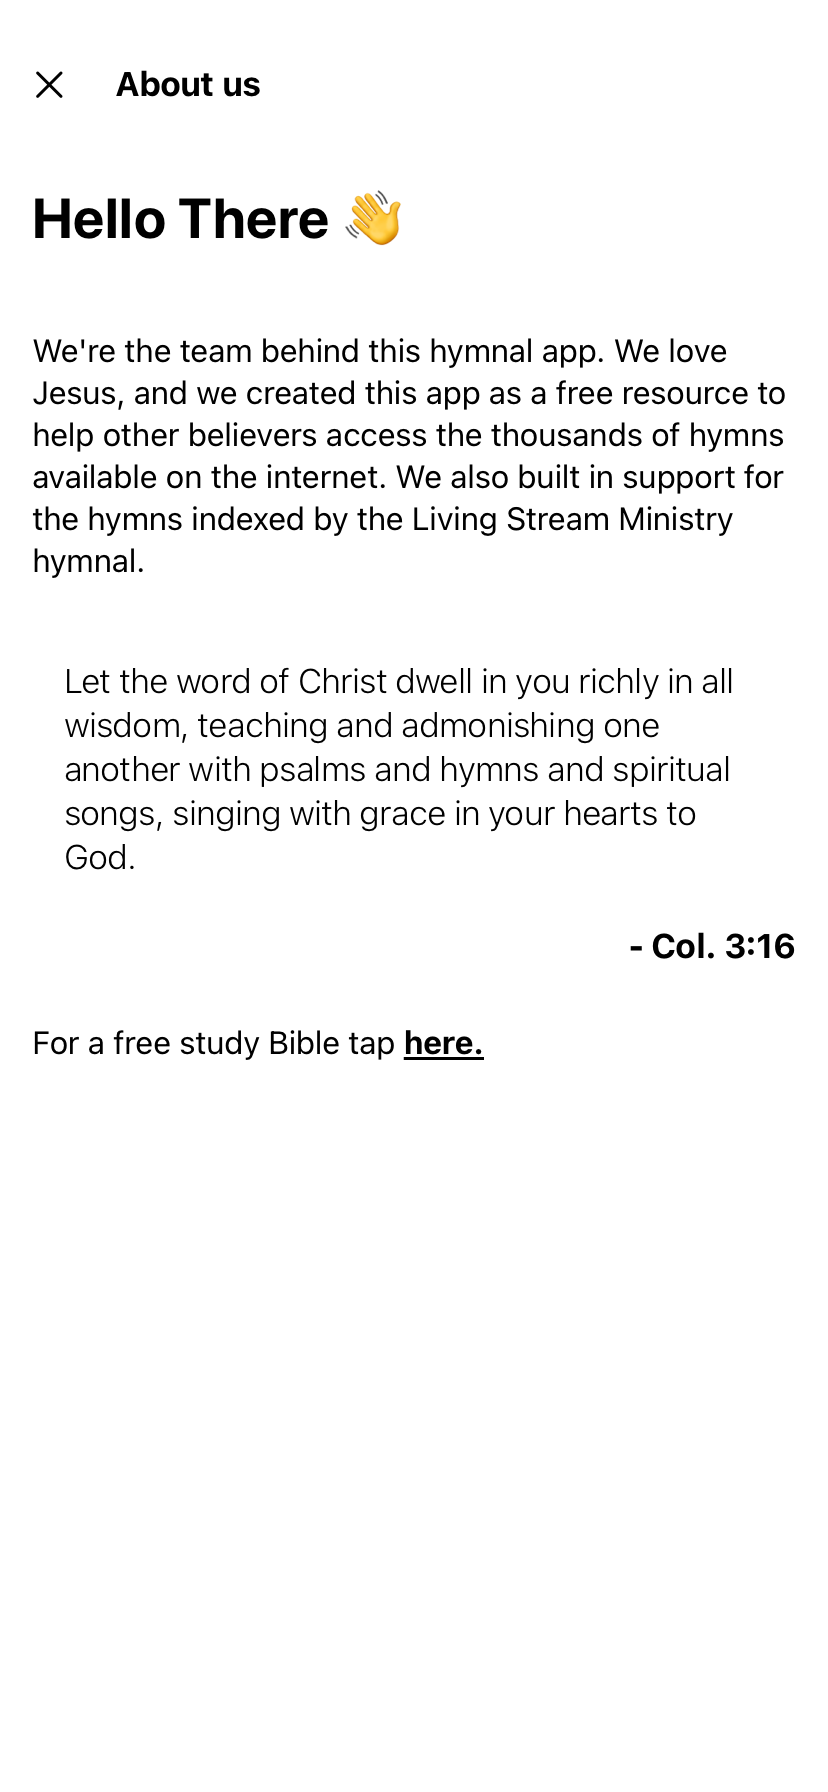 About us
Hello There 👋
We're the team behind this hymnal app. We love
Jesus, and we created this app as a free resource to
help other believers access the thousands of hymns
available on the internet. We also built in support for
the hymns indexed by the Living Stream Ministry
hymnal.
Let the word of Christ dwell in you richly in all
wisdom, teaching and admonishing one
another with psalms and hymns and spiritual
songs, singing with grace in your hearts to
God.
- Col. 3:16
For a free study Bible tap here.